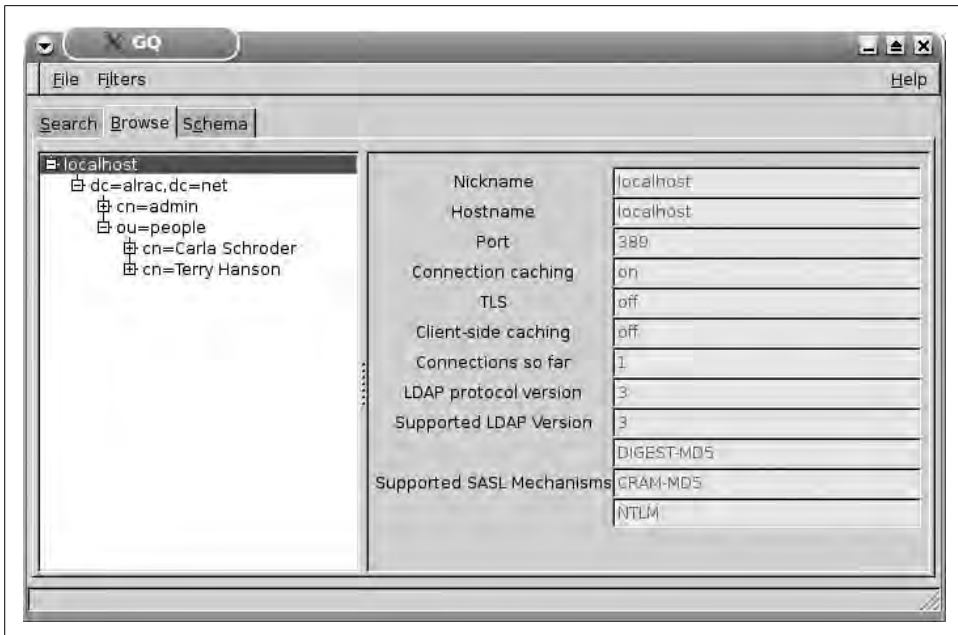 GQ
File Filters Help
Search Browse Schema
localhost
dc=alrac,dc=net
cn=admin
ou=people
cn=Carla Schroder
cn=Terry Hanson
Nickname localhost
Hostname localhost
Port 389
Connection caching on
TLS off
Client-side caching off
Connections so far 1
LDAP protocol version 3
Supported LDAP Version 3
DIGEST-MD5
Supported SASL Mechanisms CRAM-MD5
NTLM